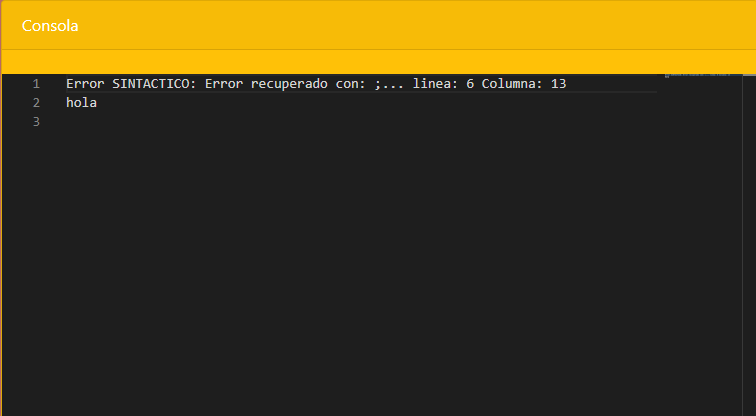 Consola
1 Error SINTACTICO: Error recuperado con: ;... linea: 6 Columna: 13
2 hola
3